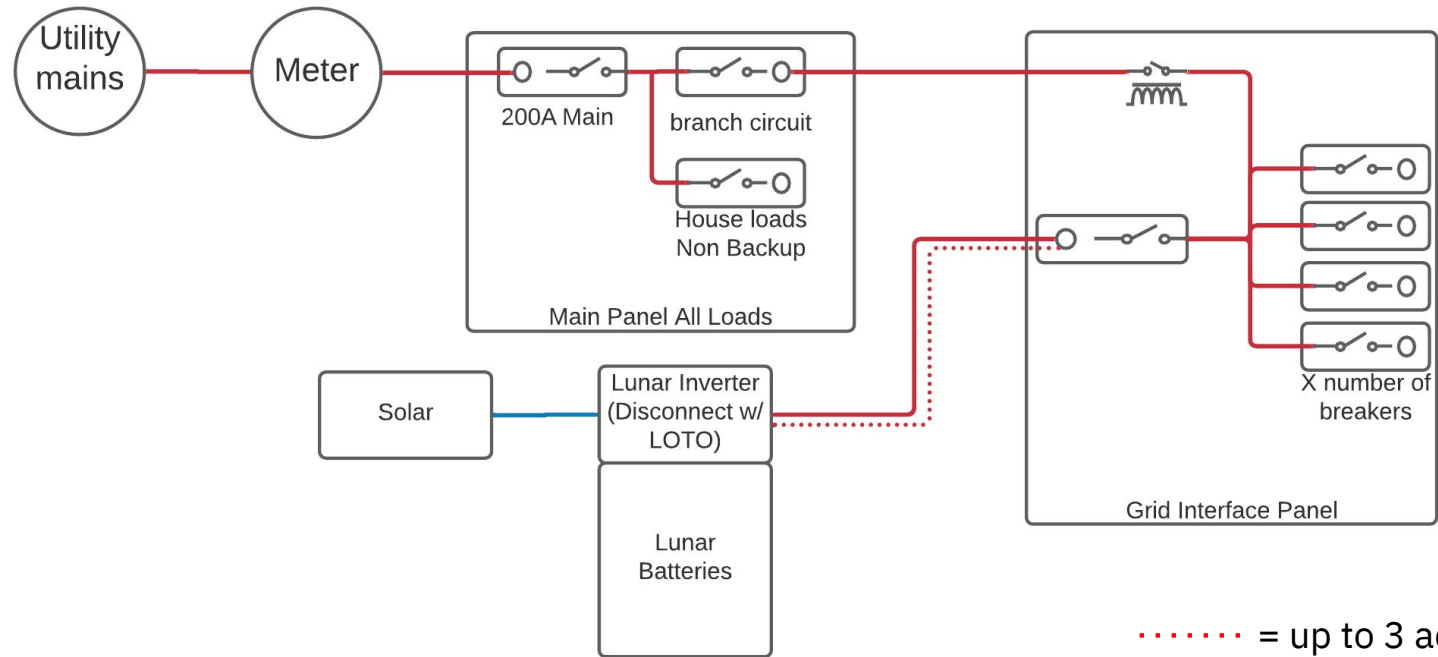 Utility
mains
Meter
200A Main
branch circuit
House loads
Non Backup
Main Panel All Loads
Solar
Lunar Inverter
(Disconnect w/
LOTO)
Lunar
Batteries
X number of
breakers
Grid Interface Panel
= up to 3